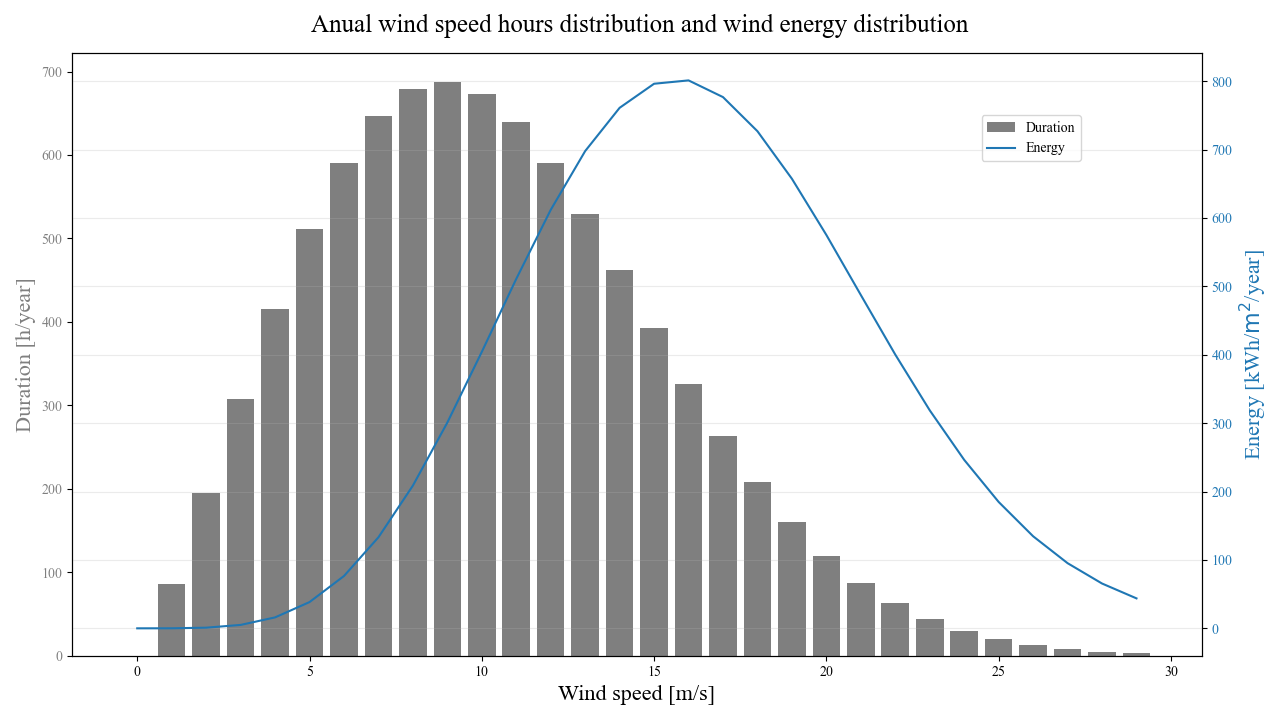 Anual wind speed hours distribution and wind energy distribution
Duration [h/year]
700
600
500
400
300
200
100
0
Duration
Energy
800
700
600
500
400
300
200
100
0
Energy [kWh/m²/year]
0 5 10 15 20 25 30
Wind speed [m/s]